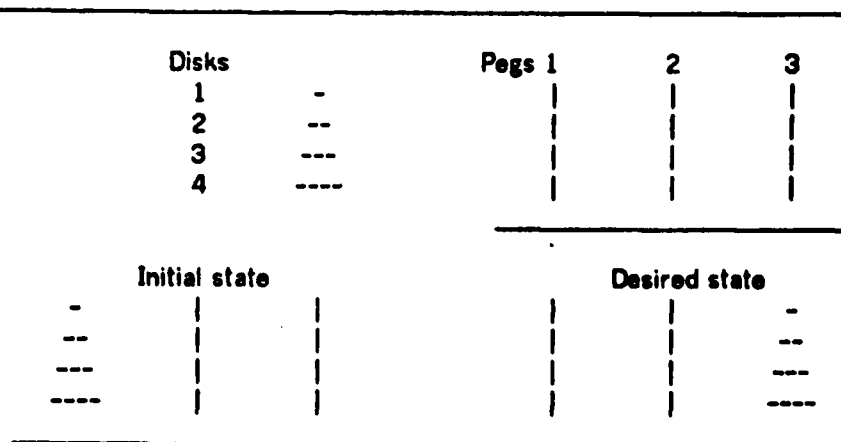 Disks Pegs 1 2 3
1 - | | |
2 -- | | |
3 --- | | |
4 ---- | | |
Initial state Desired state
- | | | | -
-- | | | | --
--- | | | | ---
---- | | | | ----